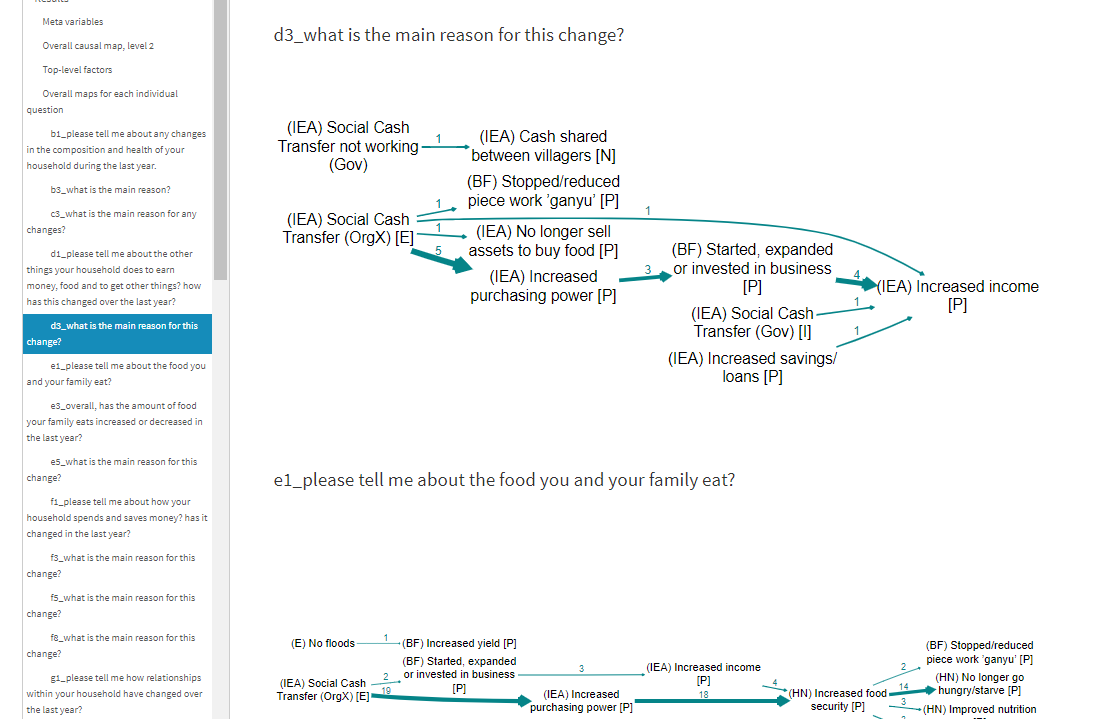 Results
Meta variables
Overall causal map, level 2
Top-level factors
Overall maps for each individual
question
b1_please tell me about any changes
in the composition and health of your
household during the last year.
b3_what is the main reason?
c3_what is the main reason for any
changes?
d1_please tell me about the other
things your household does to earn
money, food and to get other things? how
has this changed over the last year?
d3_what is the main reason for this
change?
e1_please tell me about the food you
and your family eat?
e3_overall, has the amount of food
your family eats increased or decreased in
the last year?
e5_what is the main reason for this
change?
f1_please tell me about how your
household spends and saves money? has it
changed in the last year?
f3_what is the main reason for this
change?
f5_what is the main reason for this
change?
f8_what is the main reason for this
change?
g1_please tell me how relationships
within your household have changed over
the last year?
d3_what is the main reason for this change?
(IEA) Social Cash
Transfer not working
(Gov)
1
(IEA) Cash shared
between villagers [N]
(BF) Stopped/reduced
piece work 'ganyu' [P]
1
1
(IEA) Social Cash
Transfer (OrgX) [E]
1
(IEA) No longer sell
assets to buy food [P]
5
(IEA) Increased
purchasing power [P]
3
(BF) Started, expanded
or invested in business
[P]
4
(IEA) Increased income
[P]
(IEA) Social Cash
Transfer (Gov) [I]
1
(IEA) Increased savings/
loans [P]
1
e1_please tell me about the food you and your family eat?
(E) No floods
1
(BF) Increased yield [P]
(IEA) Social Cash
Transfer (OrgX) [E]
2
19
(BF) Started, expanded
or invested in business
[P]
3
(IEA) Increased income
[P]
(IEA) Increased
purchasing power [P]
18
4
(HN) Increased food
security [P]
2
(BF) Stopped/reduced
piece work 'ganyu' [P]
14
(HN) No longer go
hungry/starve [P]
3
(HN) Improved nutrition